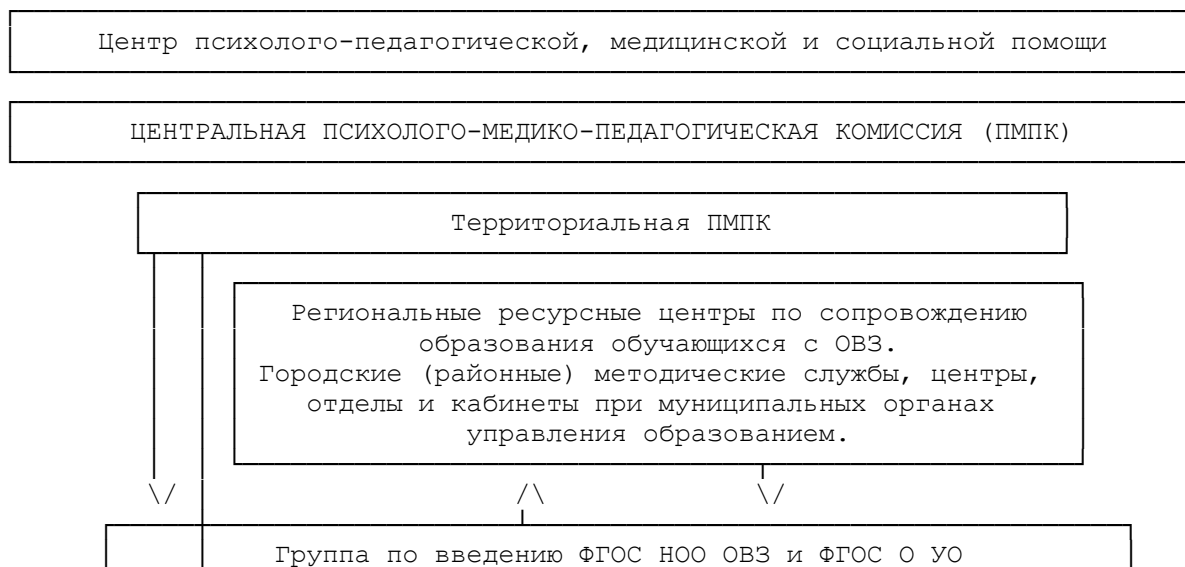 Центр психолого-педагогической, медицинской и социальной помощи
ЦЕНТРАЛЬНАЯ ПСИХОЛОГО-МЕДИКО-ПЕДАГОГИЧЕСКАЯ КОМИССИЯ (ПМПК)
Территориальная ПМПК
Региональные ресурсные центры по сопровождению
образования обучающихся с ОВЗ.
Городские (районные) методические службы, центры,
отделы и кабинеты при муниципальных органах
управления образованием.
Группа по введению ФГОС НОО ОВЗ и ФГОС О УО